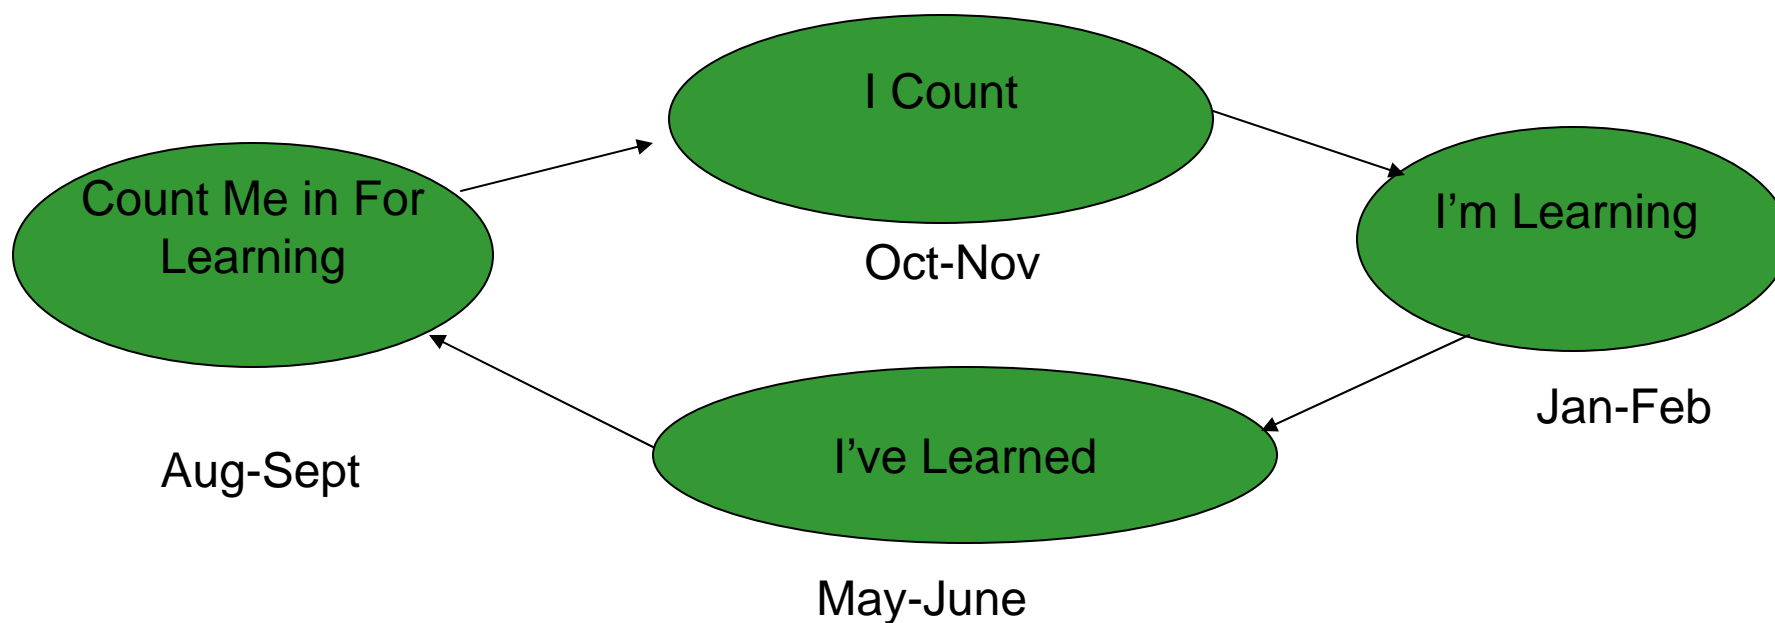 I Count
Count Me in For
Learning
I'm Learning
Oct-Nov
Jan-Feb
I've Learned
Aug-Sept
May-June